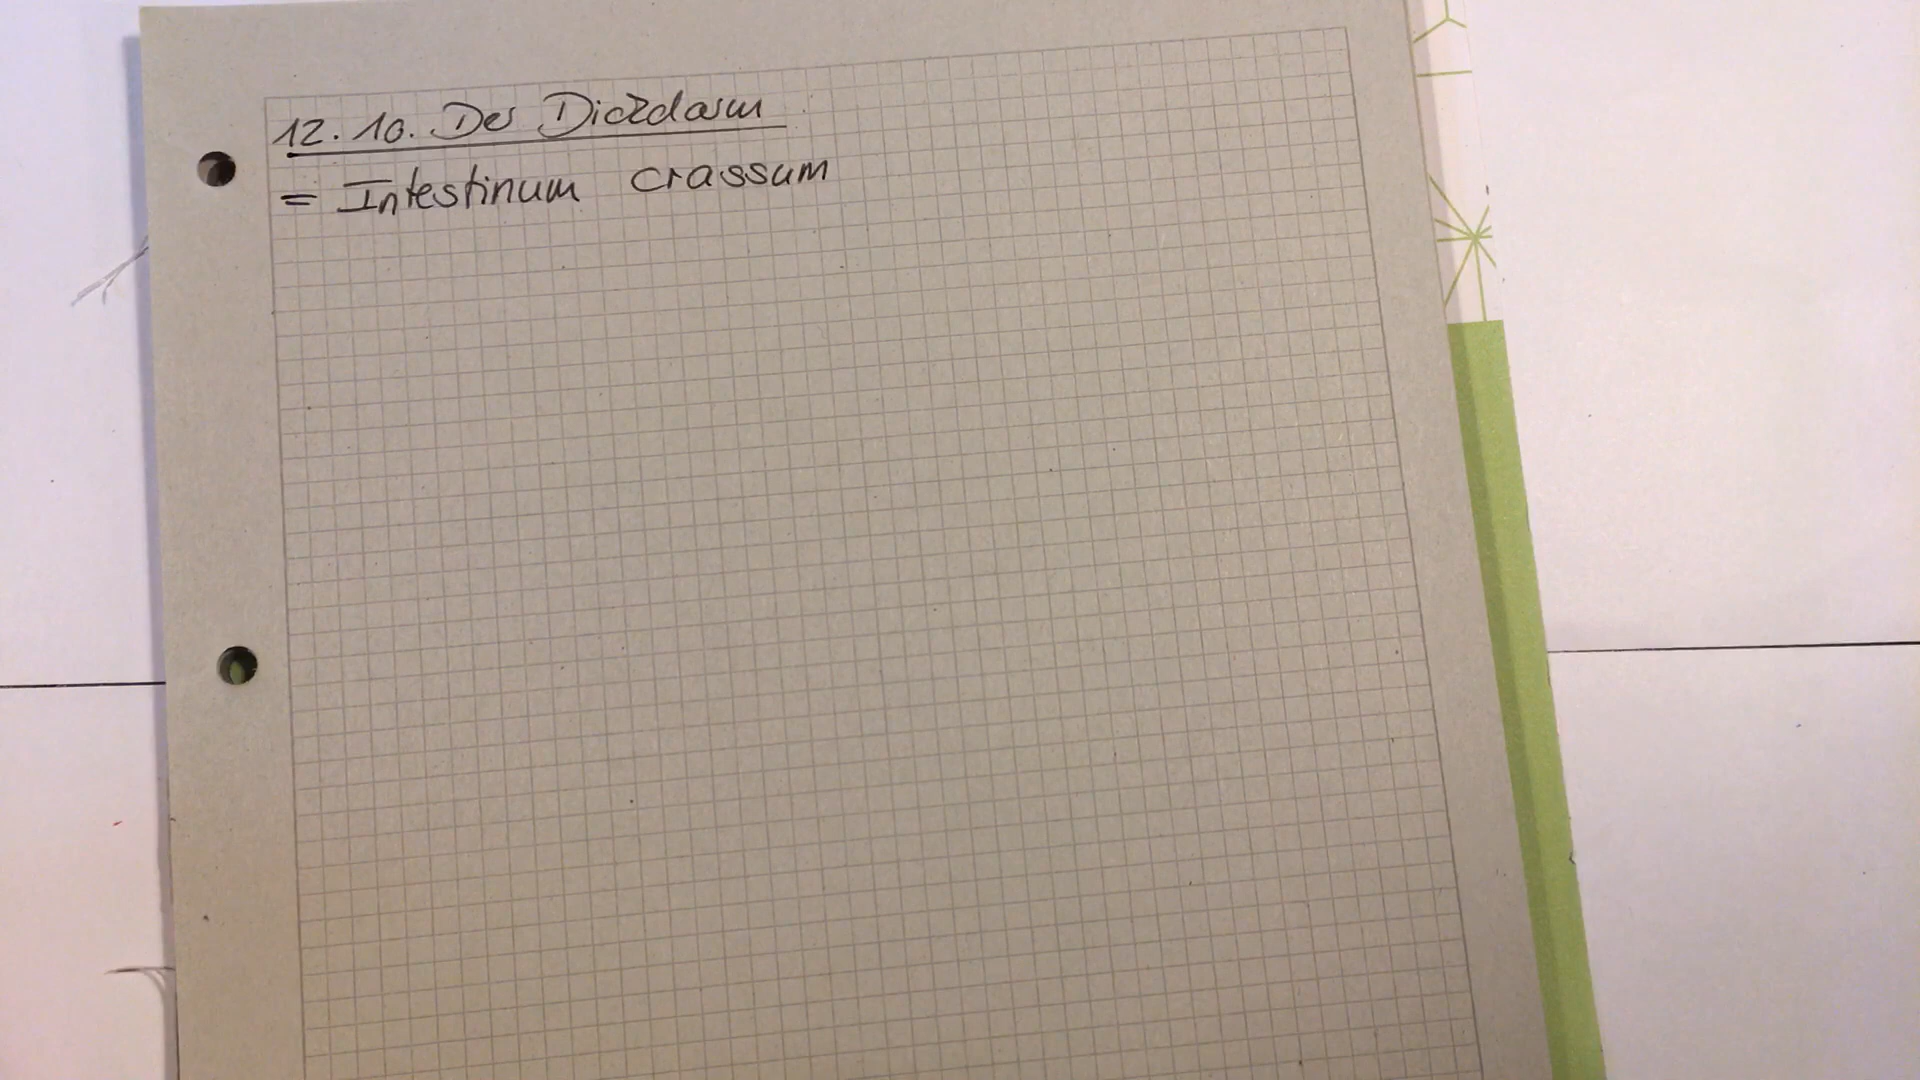 12.10. Der Dickdarm
= Intestinum crassum